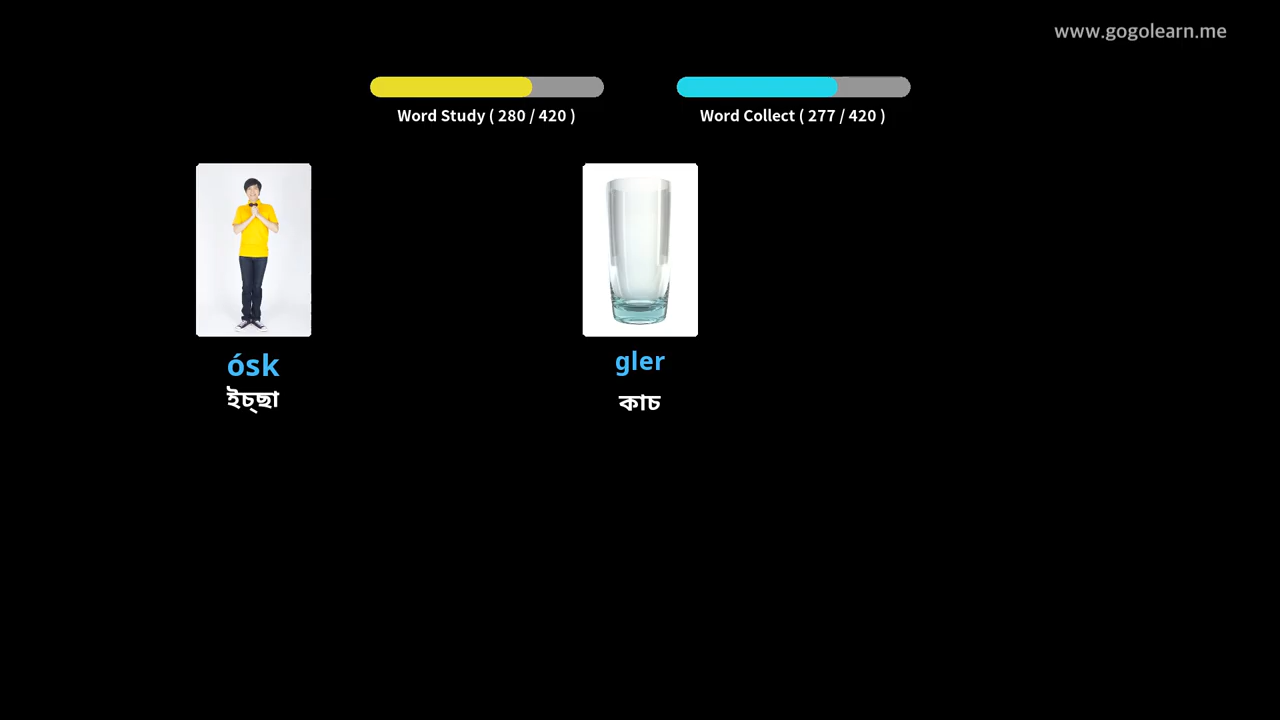 www.gogolearn.me
Word Study ( 280 / 420 )
Word Collect ( 277 / 420 )
ósk
ইচ্ছা
gler
কাচ